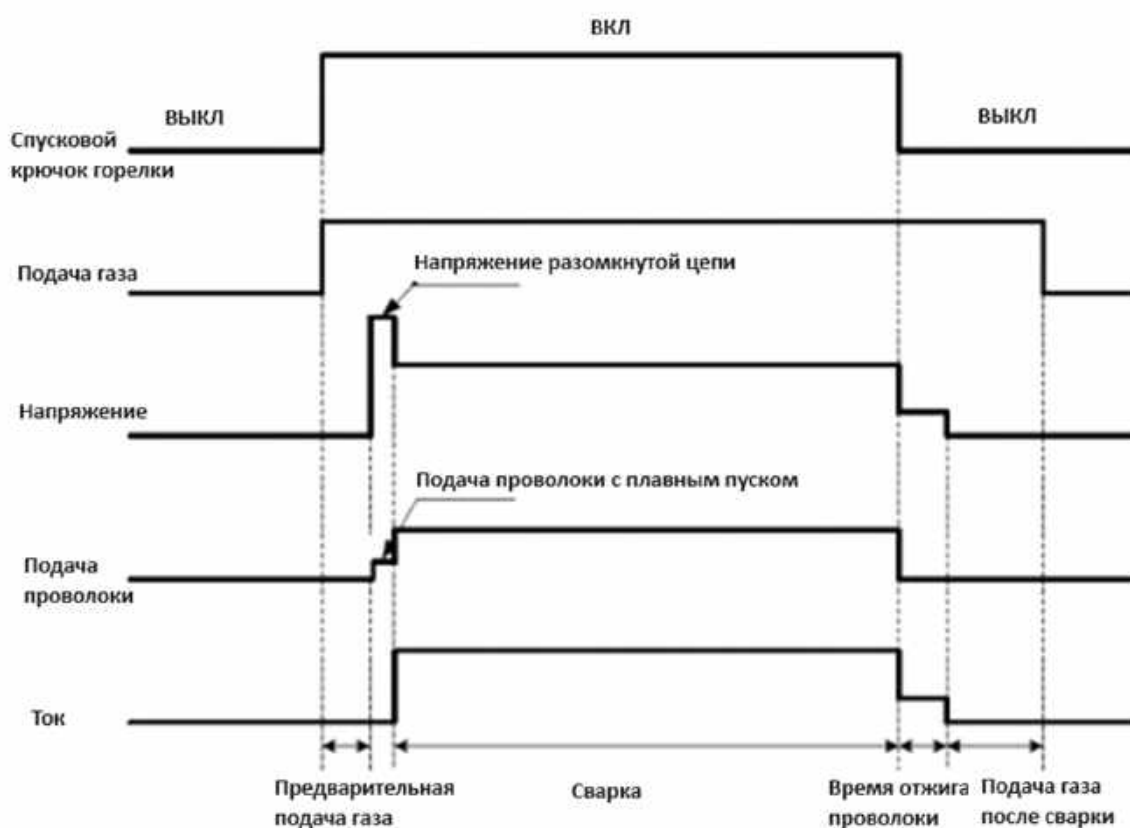 ВКЛ
ВЫКЛ
ВЫКЛ
Спусковой
крючок горелки
Подача газа
Напряжение разомкнутой цепи
Напряжение
Подача проволоки с плавным пуском
Подача
проволоки
Ток
Предварительная
подача газа
Сварка
Время отжига
проволоки
Подача газа
после сварки